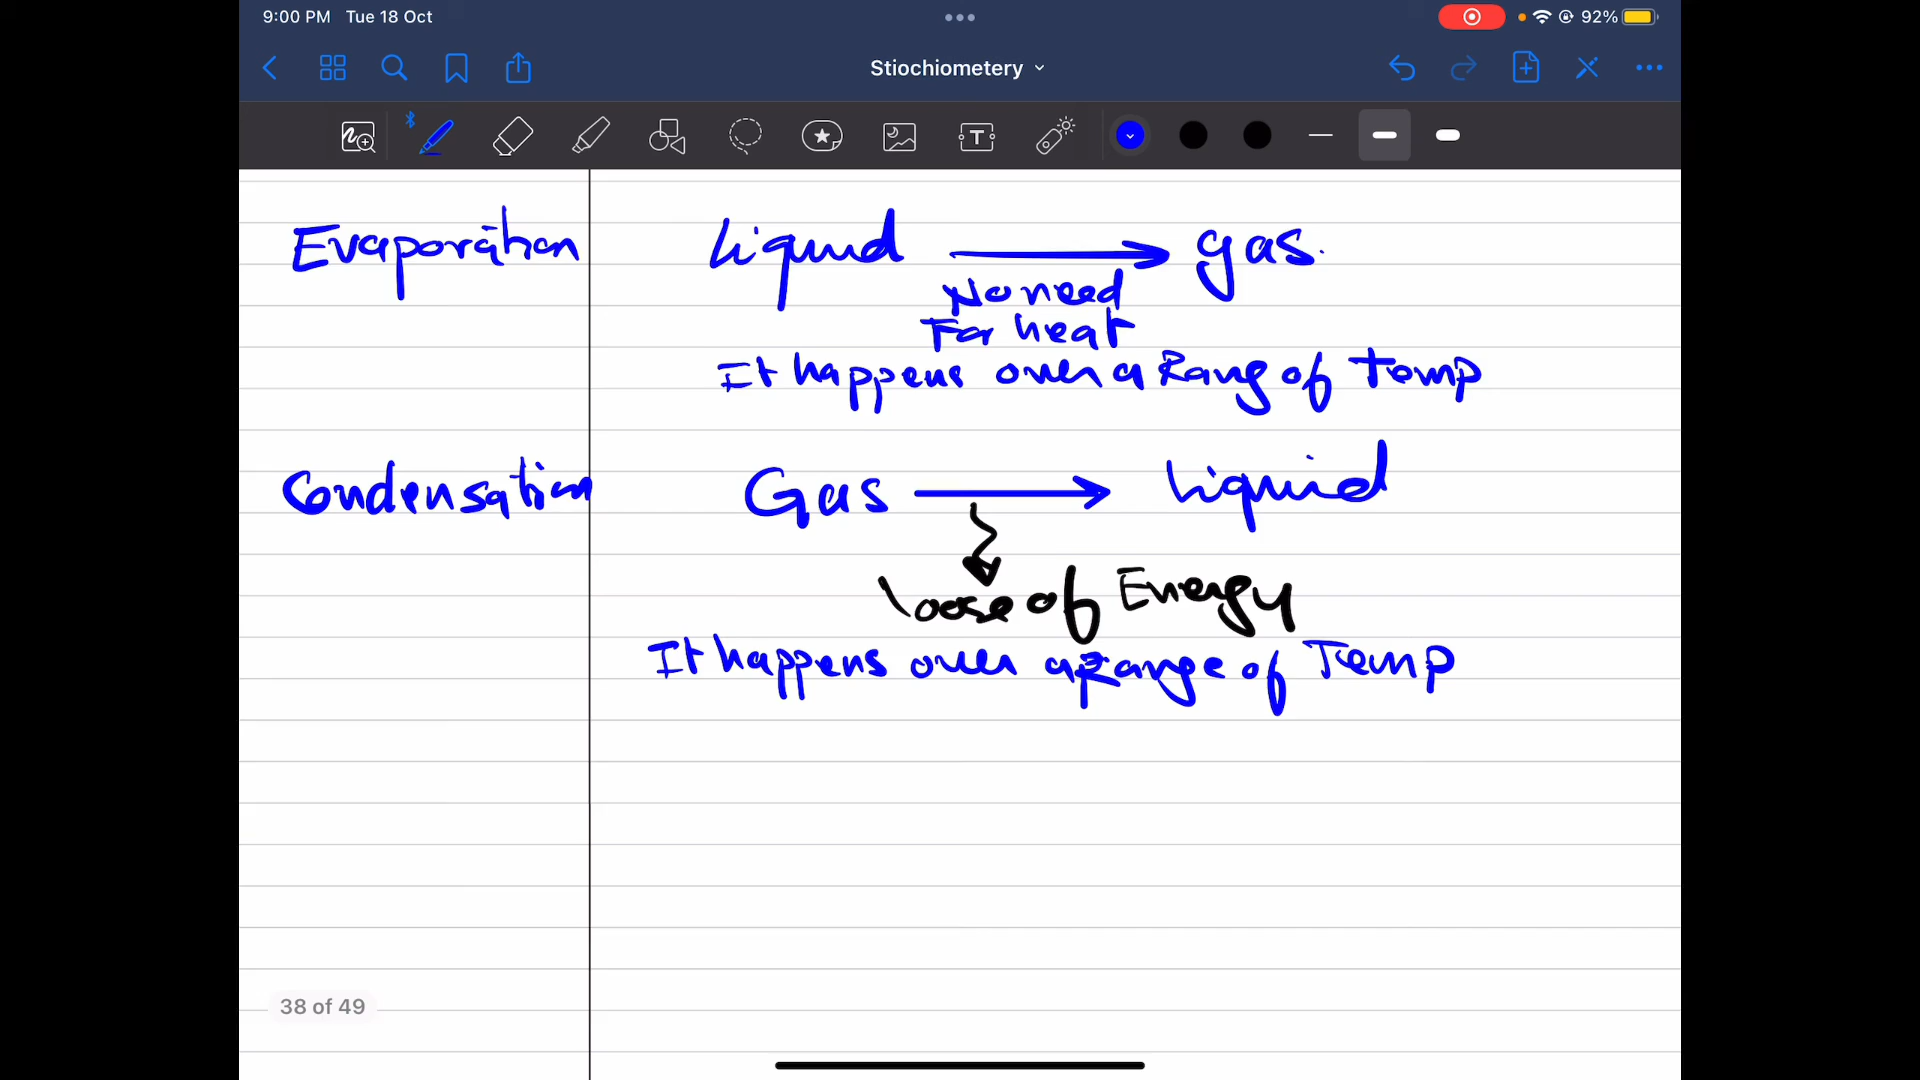 9:00 PM Tue 18 Oct
92%
Stiochiometery
T
Evaporation Liquid gas.
No need
For heat
It happens over a Rang of Temp
Condensation Gas Liquid
loose of Energy
It happens over a Range of Temp
38 of 49